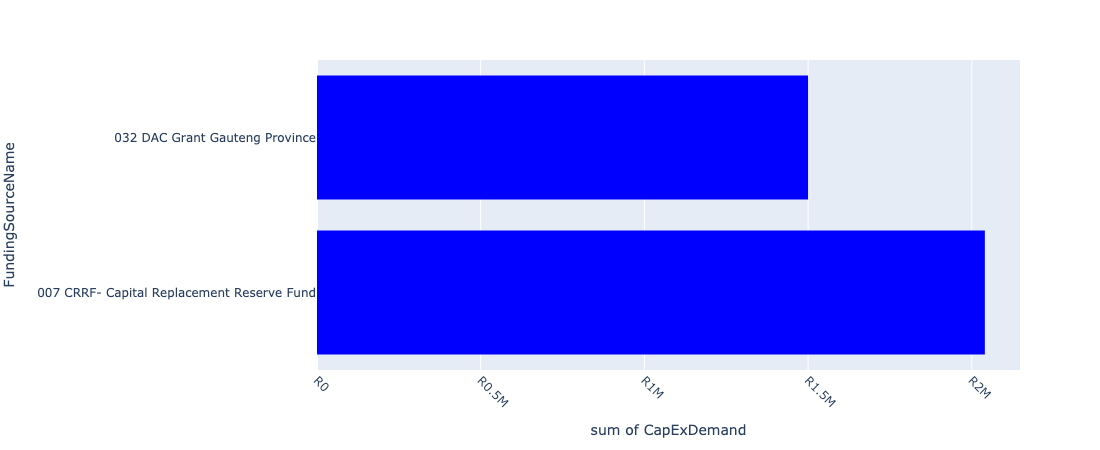 FundingSourceName
032 DAC Grant Gauteng Province
007 CRRF- Capital Replacement Reserve Fund
R0
R0.5M
R1M
R1.5M
R2M
sum of CapExDemand